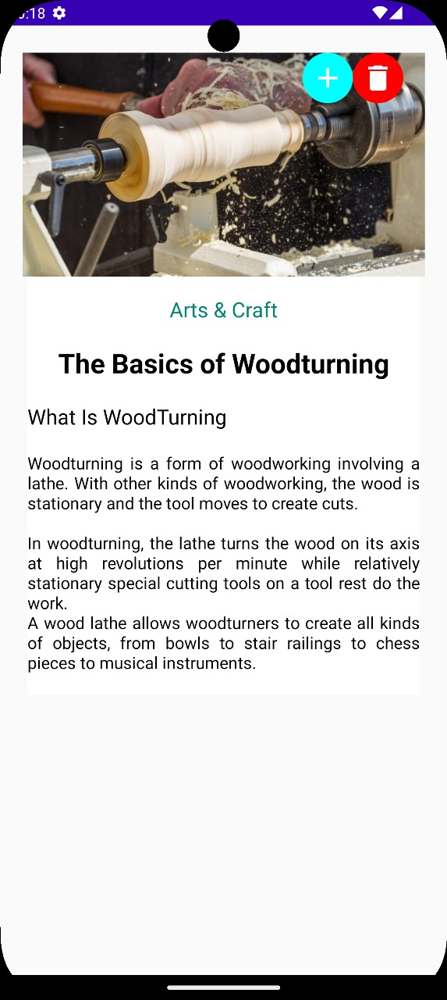 :18
Arts & Craft
The Basics of Woodturning
What Is WoodTurning
Woodturning is a form of woodworking involving a
lathe. With other kinds of woodworking, the wood is
stationary and the tool moves to create cuts.
In woodturning, the lathe turns the wood on its axis
at high revolutions per minute while relatively
stationary special cutting tools on a tool rest do the
work.
A wood lathe allows woodturners to create all kinds
of objects, from bowls to stair railings to chess
pieces to musical instruments.